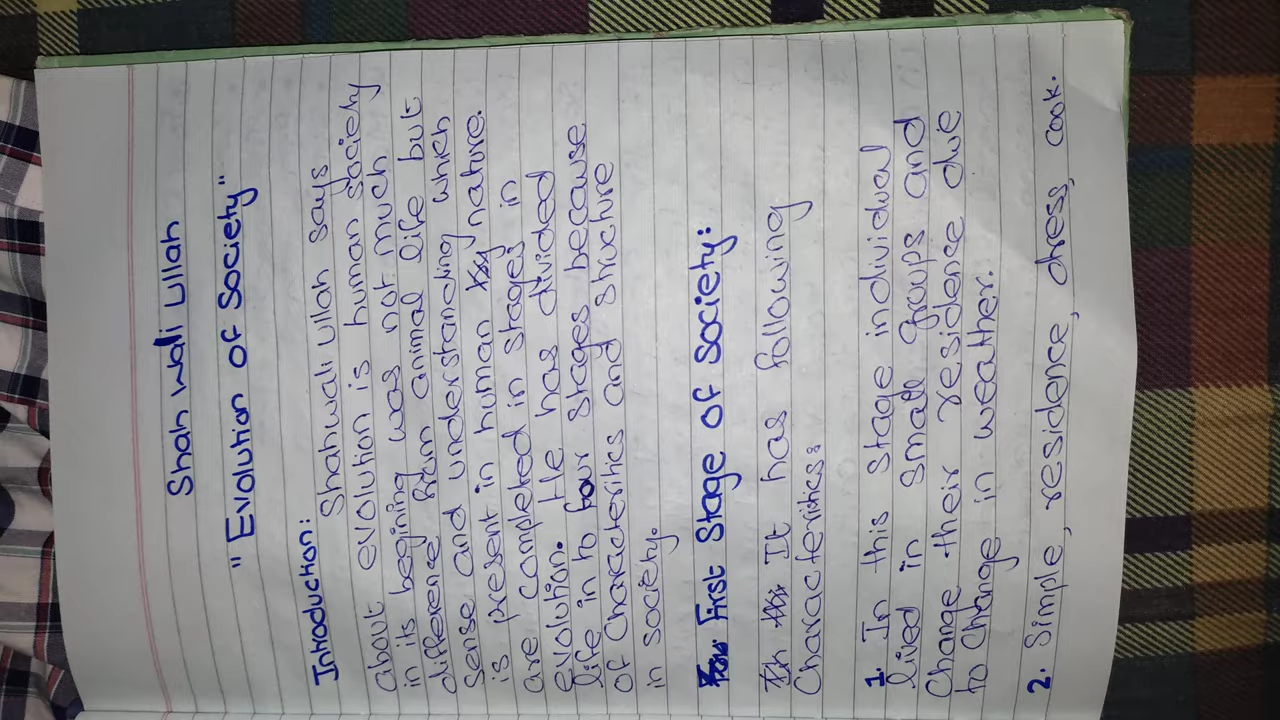 Shah Wali Ullah
"Evolution of Society"
Introduction:
Shahwali Ullah says
about evolution is human society
in its begining was not much
difference from animal life but
sense and understanding which
is present in human nature.
are completed in stages in
evolution. He has divided
life in to four stages because
of characteritics and structure
in society.
First Stage of Society:
It has following
Characteristics:
1. In this stage individual
lived in small groups and
Change their residence due
to change in weather.
2. Simple, residence, dress, cook.